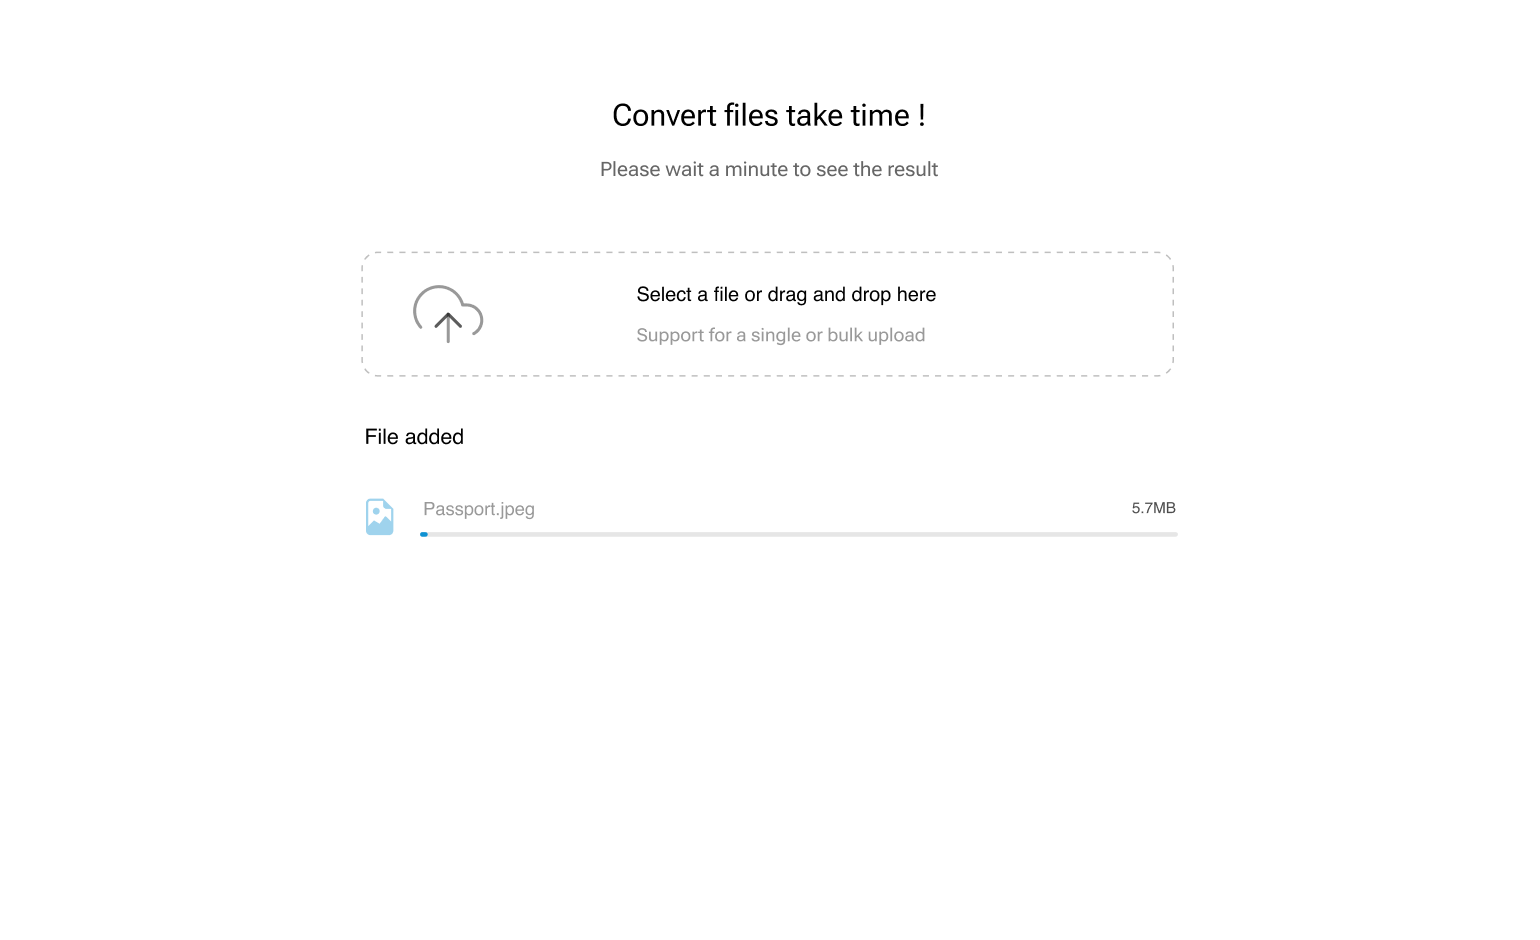 Convert files take time !
Please wait a minute to see the result
Select a file or drag and drop here
Support for a single or bulk upload
File added
Passport.jpeg
5.7MB